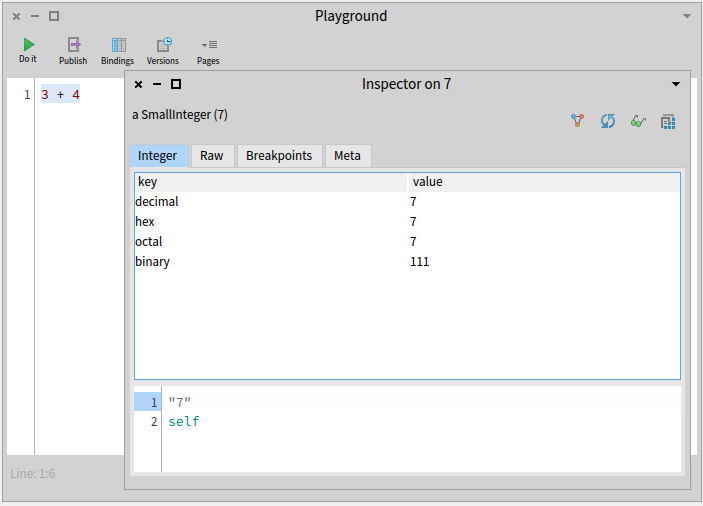 Playground
Do it Publish Bindings Versions Pages
1 3 + 4
Inspector on 7
a SmallInteger (7)
Integer Raw Breakpoints Meta
key value
decimal 7
hex 7
octal 7
binary 111
1 "7"
2 self
Line: 1:6